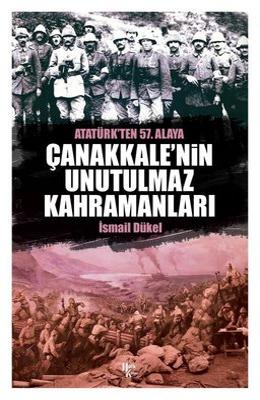 ATATÜRK'TEN 57. ALAYA
ÇANAKKALE'NİN
UNUTULMAZ
KAHRAMANLARI
İsmail Dükel